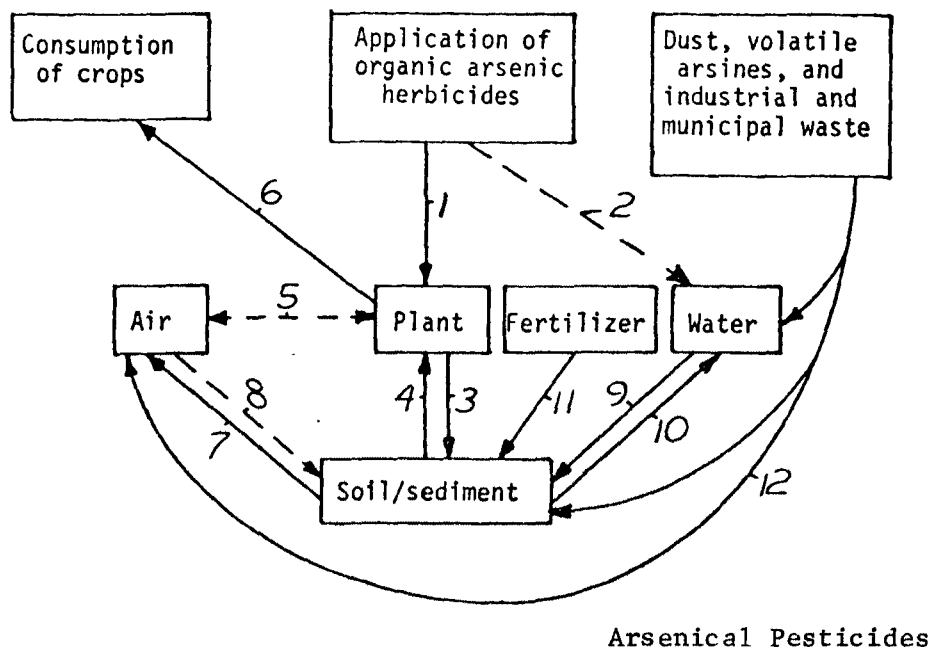 Consumption
of crops
Application of
organic arsenic
herbicides
Dust, volatile
arsines, and
industrial and
municipal waste
6
1
2
Air
5
Plant
Fertilizer
Water
8
7
4
3
11
9
10
Soil/sediment
12
Arsenical Pesticides